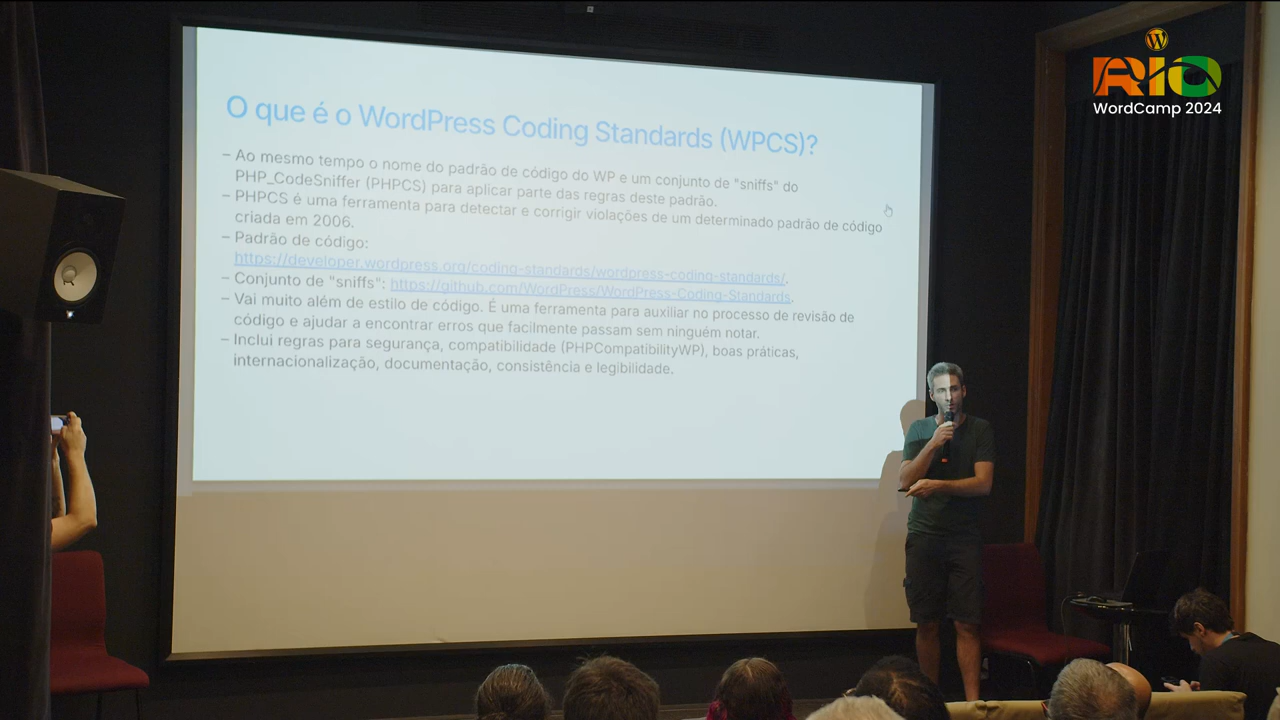 O que é o WordPress Coding Standards (WPCS)?
– Ao mesmo tempo o nome do padrão de código do WP e um conjunto de "sniffs" do
PHP_CodeSniffer (PHPCS) para aplicar parte das regras deste padrão.
– PHPCS é uma ferramenta para detectar e corrigir violações de um determinado padrão de código
criada em 2006.
– Padrão de código:
https://developer.wordpress.org/coding-standards/wordpress-coding-standards/.
– Conjunto de "sniffs": https://github.com/WordPress/WordPress-Coding-Standards.
– Vai muito além de estilo de código. É uma ferramenta para auxiliar no processo de revisão de
código e ajudar a encontrar erros que facilmente passam sem ninguém notar.
– Inclui regras para segurança, compatibilidade (PHPCompatibilityWP), boas práticas,
internacionalização, documentação, consistência e legibilidade.
RIO
WordCamp 2024